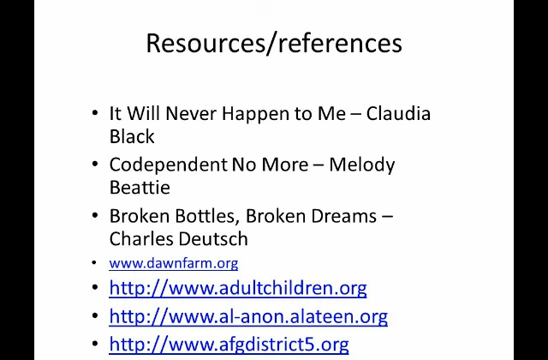 Resources/references
• It Will Never Happen to Me – Claudia
Black
• Codependent No More – Melody
Beattie
• Broken Bottles, Broken Dreams –
Charles Deutsch
• www.dawnfarm.org
• http://www.adultchildren.org
• http://www.al-anon.alateen.org
• http://www.afgdistrict5.org